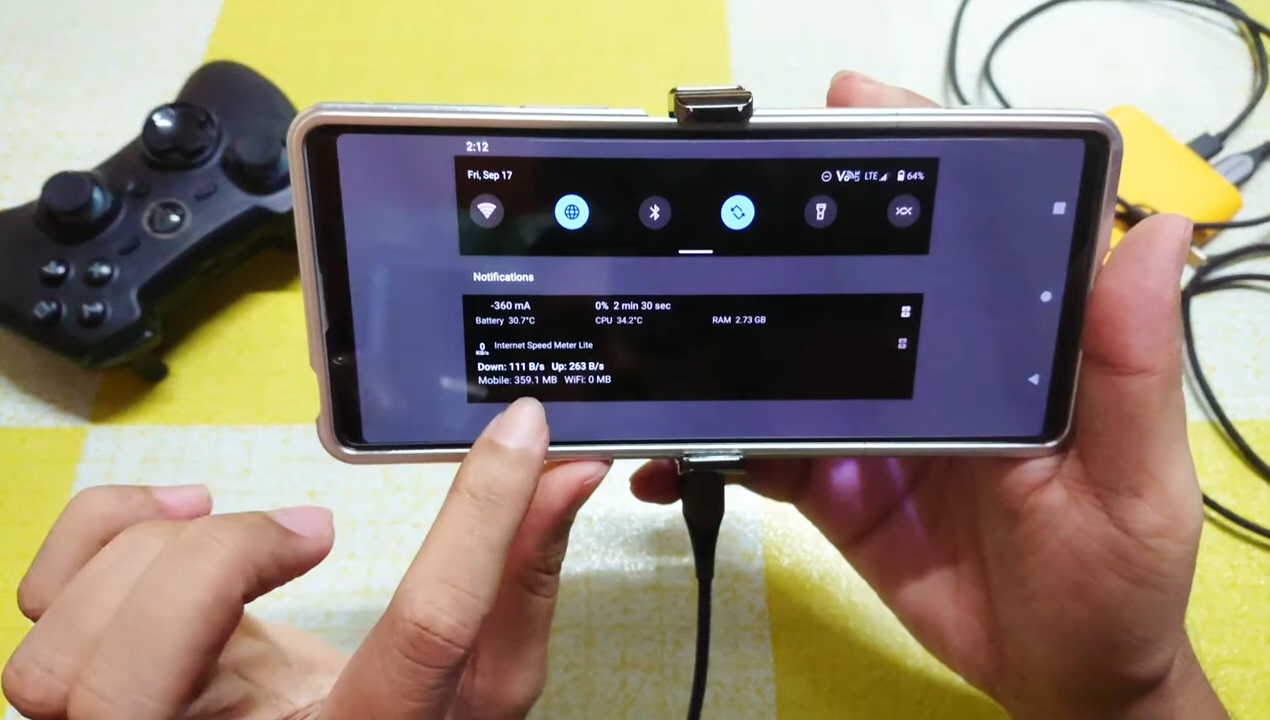 2:12
Fri, Sep 17
LTE 64%
Notifications
-360 mA 0% 2 min 30 sec
Battery 30.7°C CPU 34.2°C RAM 2.73 GB
0 KB/s Internet Speed Meter Lite
Down: 111 B/s Up: 263 B/s
Mobile: 359.1 MB WiFi: 0 MB